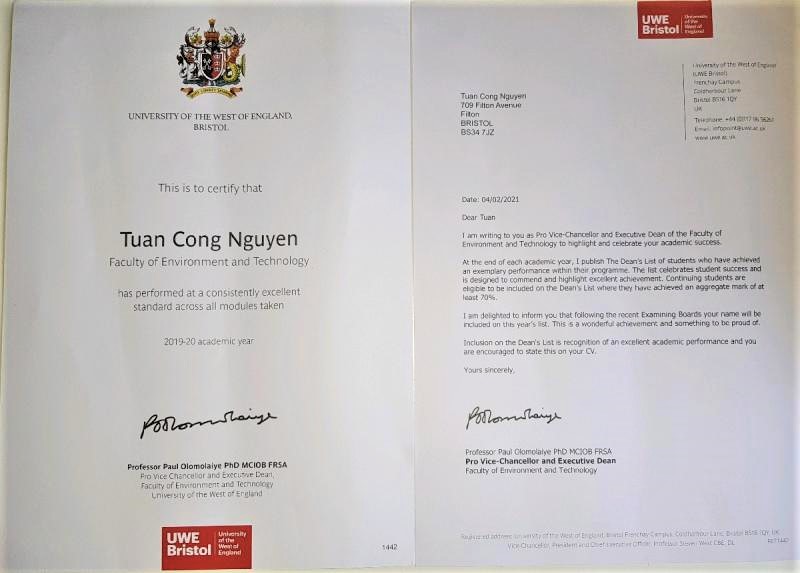 UNIVERSITY OF THE WEST OF ENGLAND,
BRISTOL
This is to certify that
Tuan Cong Nguyen
Faculty of Environment and Technology
has performed at a consistently excellent
standard across all modules taken
2019-20 academic year
Professor Paul Olomolaiye PhD MCIOB FRSA
Pro Vice Chancellor and Executive Dean,
Faculty of Environment and Technology
University of the West of England
UWE
Bristol
University
of the
West of
England
1442
UWE
Bristol
University
of the
West of
England
University of the West of England
(UWE Bristol)
Frenchay Campus
Coldharbour Lane
Bristol BS16 1QY
UK
Telephone: +44 (0)117 96
Email: infopoint@uwe.ac.uk
www.uwe.ac.uk
Tuan Cong Nguyen
709 Filton Avenue
Filton
BRISTOL
BS34 7JZ
Date: 04/02/2021
Dear Tuan
I am writing to you as Pro Vice-Chancellor and Executive Dean of the Faculty of
Environment and Technology to highlight and celebrate your academic success.
At the end of each academic year, I publish The Dean's List of students who have achieved
an exemplary performance within their programme. The list celebrates student success and
is designed to commend and highlight excellent achievement. Continuing students are
eligible to be included on the Dean's List where they have achieved an aggregate mark of at
least 70%.
I am delighted to inform you that following the recent Examining Boards your name will be
included on this year's list. This is a wonderful achievement and something to be proud of.
Inclusion on the Dean's List is recognition of an excellent academic performance and you
are encouraged to state this on your CV.
Yours sincerely,
Professor Paul Olomolaiye PhD MCIOB FRSA
Pro Vice-Chancellor and Executive Dean
Faculty of Environment and Technology
Registered address: University of the West of England, Bristol Frenchay Campus, Coldharbour Lane, Bristol BS16 1QY, UK
Vice-Chancellor, President and Chief Executive Officer: Professor Steven West CBE, DL